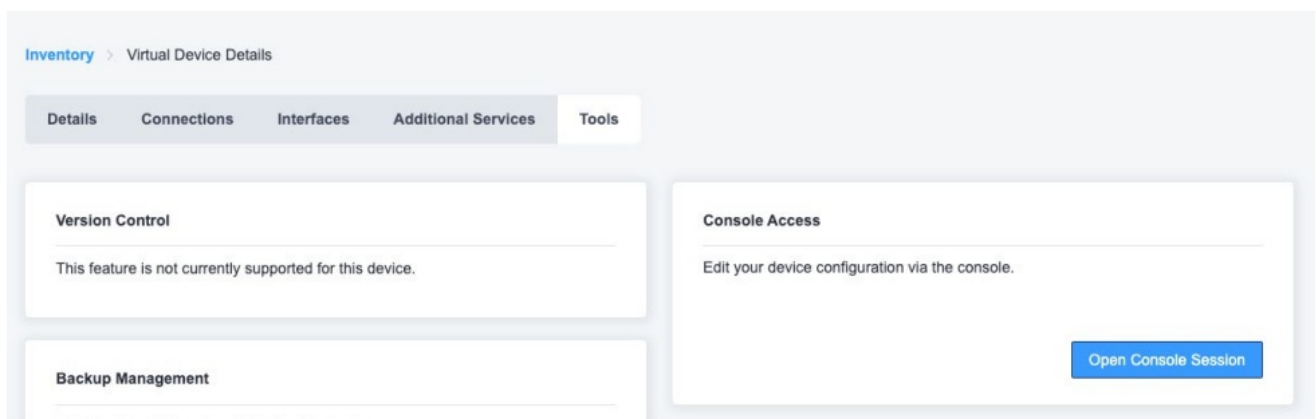 Inventory > Virtual Device Details
Details Connections Interfaces Additional Services Tools
Version Control
This feature is not currently supported for this device.
Console Access
Edit your device configuration via the console.
Open Console Session
Backup Management